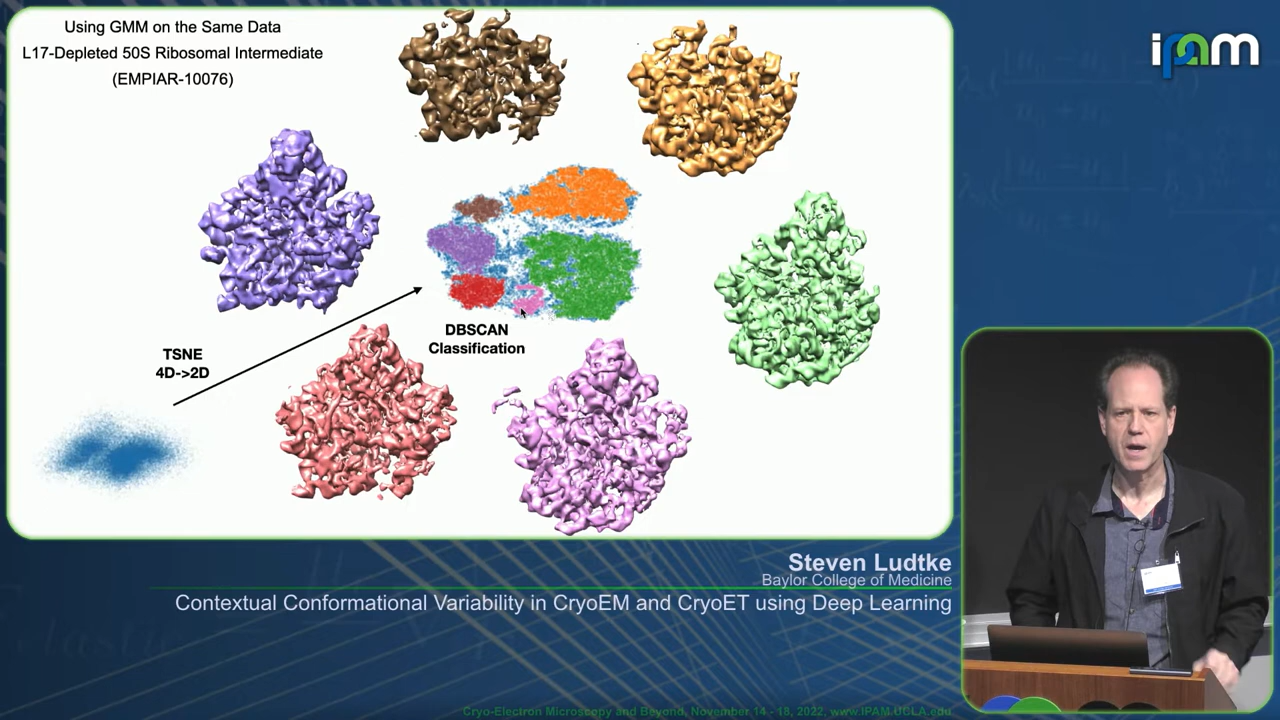 Using GMM on the Same Data
L17-Depleted 50S Ribosomal Intermediate
(EMPIAR-10076)
ipam
DBSCAN
Classification
TSNE
4D->2D
Steven Ludtke
Baylor College of Medicine
Contextual Conformational Variability in CryoEM and CryoET using Deep Learning
Cryo-Electron Microscopy and Beyond, November 14 - 18, 2022, www.IPAM.UCLA.edu